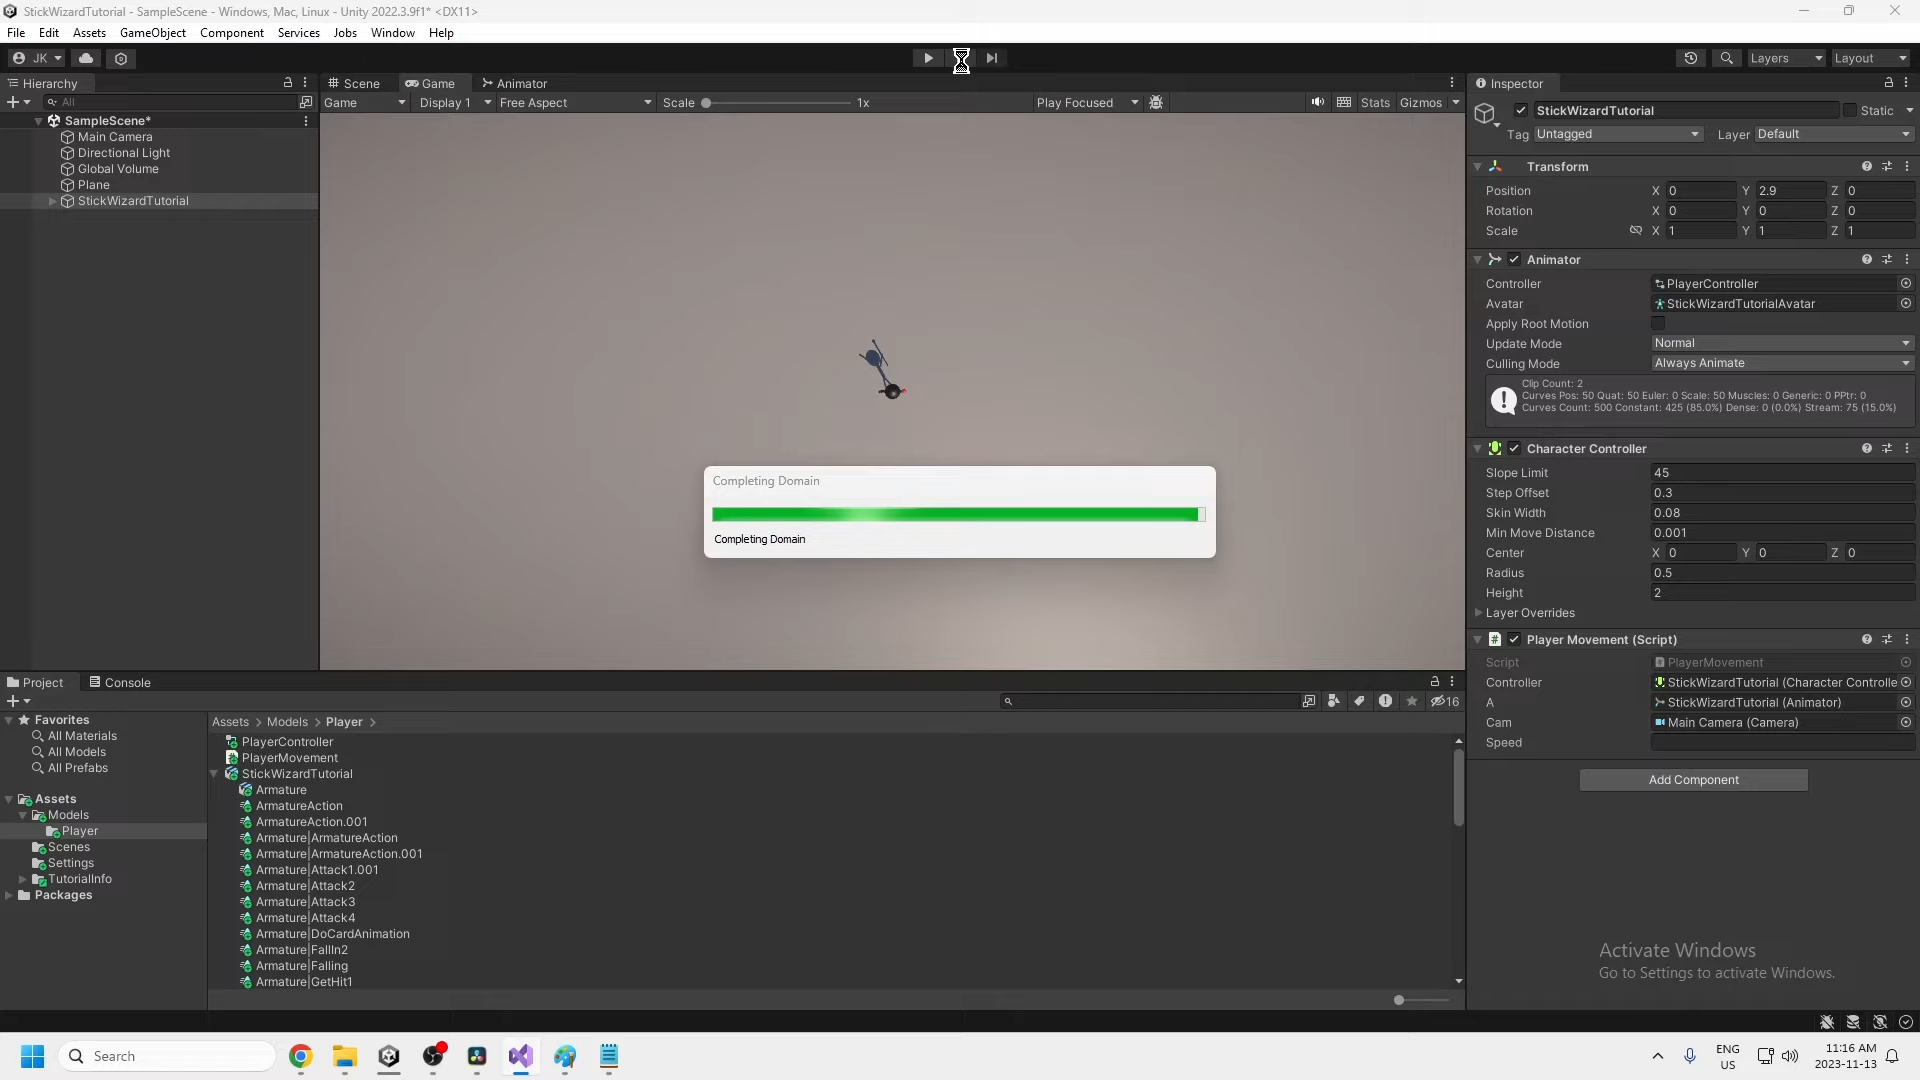 StickWizardTutorial - SampleScene - Windows, Mac, Linux - Unity 2022.3.9f1* <DX11>
File Edit Assets GameObject Component Services Jobs Window Help
JK Layers Layout
Hierarchy
All
SampleScene*
Main Camera
Directional Light
Global Volume
Plane
StickWizardTutorial
Scene Game Animator
Game Display 1 Free Aspect Scale 1x Play Focused Stats Gizmos
Completing Domain
Completing Domain
Inspector
StickWizardTutorial Static
Tag Untagged Layer Default
Transform
Position X 0 Y 2.9 Z 0
Rotation X 0 Y 0 Z 0
Scale X 1 Y 1 Z 1
Animator
Controller PlayerController
Avatar StickWizardTutorialAvatar
Apply Root Motion
Update Mode Normal
Culling Mode Always Animate
Clip Count: 2
Curves Pos: 50 Quat: 50 Euler: 0 Scale: 50 Muscles: 0 Generic: 0 PPtr: 0
Curves Count: 500 Constant: 425 (85.0%) Dense: 0 (0.0%) Stream: 75 (15.0%)
Character Controller
Slope Limit 45
Step Offset 0.3
Skin Width 0.08
Min Move Distance 0.001
Center X 0 Y 0 Z 0
Radius 0.5
Height 2
Layer Overrides
Player Movement (Script)
Script PlayerMovement
Controller StickWizardTutorial (Character Controlle
A StickWizardTutorial (Animator)
Cam Main Camera (Camera)
Speed
Add Component
Project Console
16
Favorites
All Materials
All Models
All Prefabs
Assets
Models
Player
Scenes
Settings
TutorialInfo
Packages
Assets > Models > Player >
PlayerController
PlayerMovement
StickWizardTutorial
Armature
ArmatureAction
ArmatureAction.001
Armature|ArmatureAction
Armature|ArmatureAction.001
Armature|Attack1.001
Armature|Attack2
Armature|Attack3
Armature|Attack4
Armature|DoCardAnimation
Armature|FallIn2
Armature|Falling
Armature|GetHit1
Activate Windows
Go to Settings to activate Windows.
Search
ENG
US
11:16 AM
2023-11-13